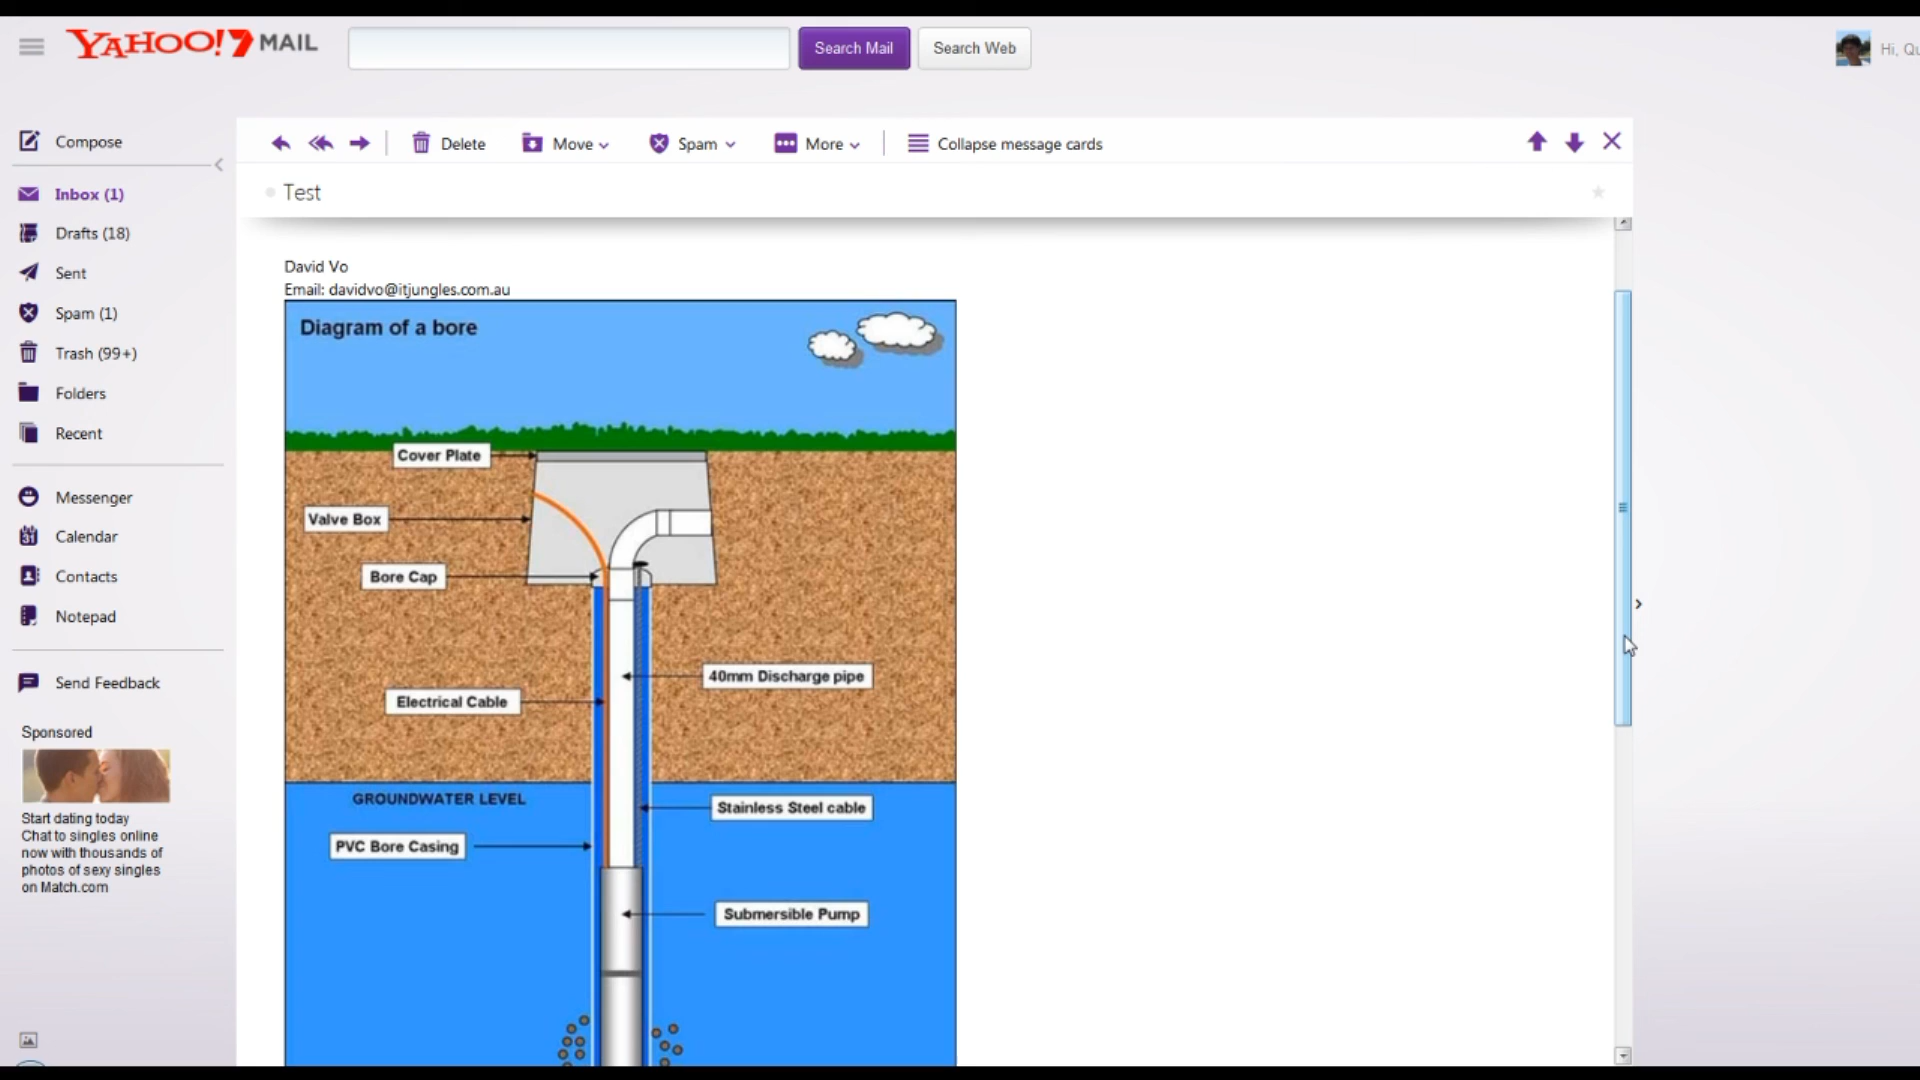 YAHOO!7 MAIL
Search Mail
Search Web
Hi, Qu
Compose
Delete
Move
Spam
More
Collapse message cards
Test
Inbox (1)
Drafts (18)
Sent
Spam (1)
Trash (99+)
Folders
Recent
Messenger
31
Calendar
Contacts
Notepad
Send Feedback
Sponsored
Start dating today
Chat to singles online
now with thousands of
photos of sexy singles
on Match.com
David Vo
Email: davidvo@itjungles.com.au
Diagram of a bore
Cover Plate
Valve Box
Bore Cap
40mm Discharge pipe
Electrical Cable
GROUNDWATER LEVEL
Stainless Steel cable
PVC Bore Casing
Submersible Pump